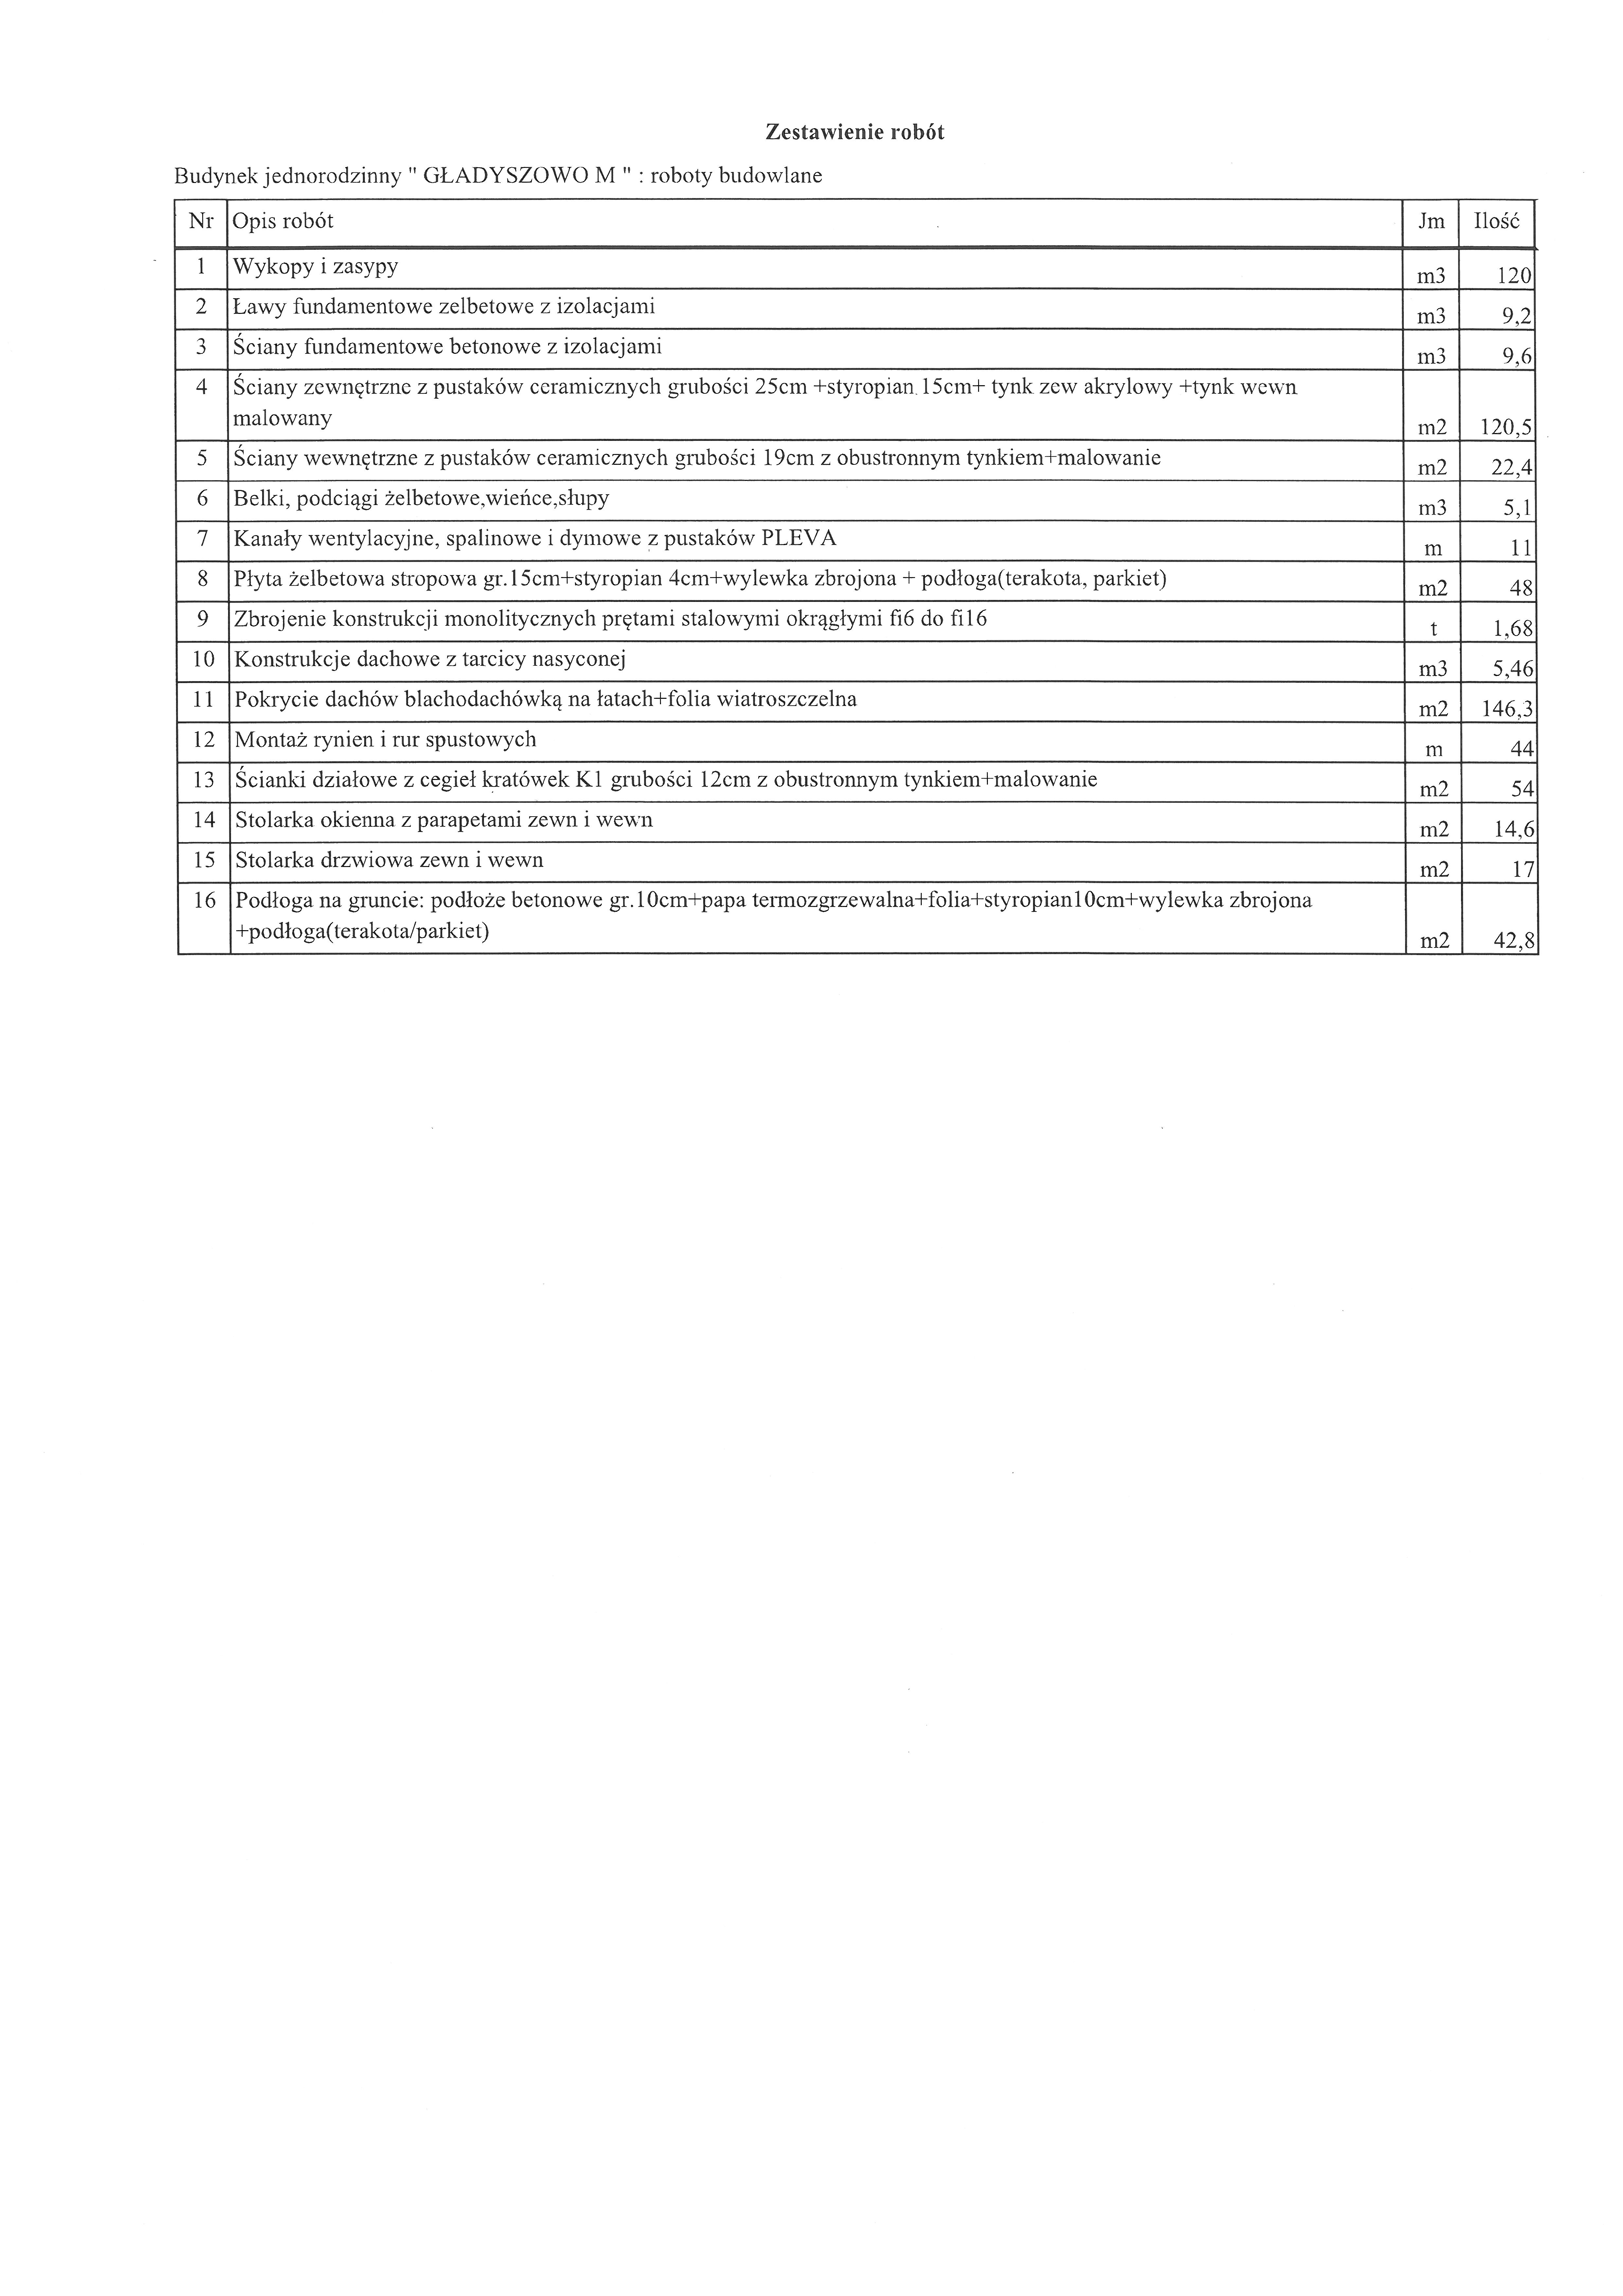 Zestawienie robót
Budynek jednorodzinny " GŁADYSZOWO M " : roboty budowlane
Nr Opis robót Jm Ilość
1 Wykopy i zasypy m3 120
2 Ławy fundamentowe zelbetowe z izolacjami m3 9,2
3 Ściany fundamentowe betonowe z izolacjami m3 9,6
4 Ściany zewnętrzne z pustaków ceramicznych grubości 25cm +styropian 15cm+ tynk zew akrylowy +tynk wewn
malowany m2 120,5
5 Ściany wewnętrzne z pustaków ceramicznych grubości 19cm z obustronnym tynkiem+malowanie m2 22,4
6 Belki, podciągi żelbetowe,wieńce,słupy m3 5,1
7 Kanały wentylacyjne, spalinowe i dymowe z pustaków PLEVA m 11
8 Płyta żelbetowa stropowa gr.15cm+styropian 4cm+wylewka zbrojona + podłoga(terakota, parkiet) m2 48
9 Zbrojenie konstrukcji monolitycznych prętami stalowymi okrągłymi fi6 do fi16 t 1,68
10 Konstrukcje dachowe z tarcicy nasyconej m3 5,46
11 Pokrycie dachów blachodachówką na łatach+folia wiatroszczelna m2 146,3
12 Montaż rynien i rur spustowych m 44
13 Ścianki działowe z cegieł kratówek K1 grubości 12cm z obustronnym tynkiem+malowanie m2 54
14 Stolarka okienna z parapetami zewn i wewn m2 14,6
15 Stolarka drzwiowa zewn i wewn m2 17
16 Podłoga na gruncie: podłoże betonowe gr.10cm+papa termozgrzewalna+folia+styropian10cm+wylewka zbrojona
+podłoga(terakota/parkiet) m2 42,8